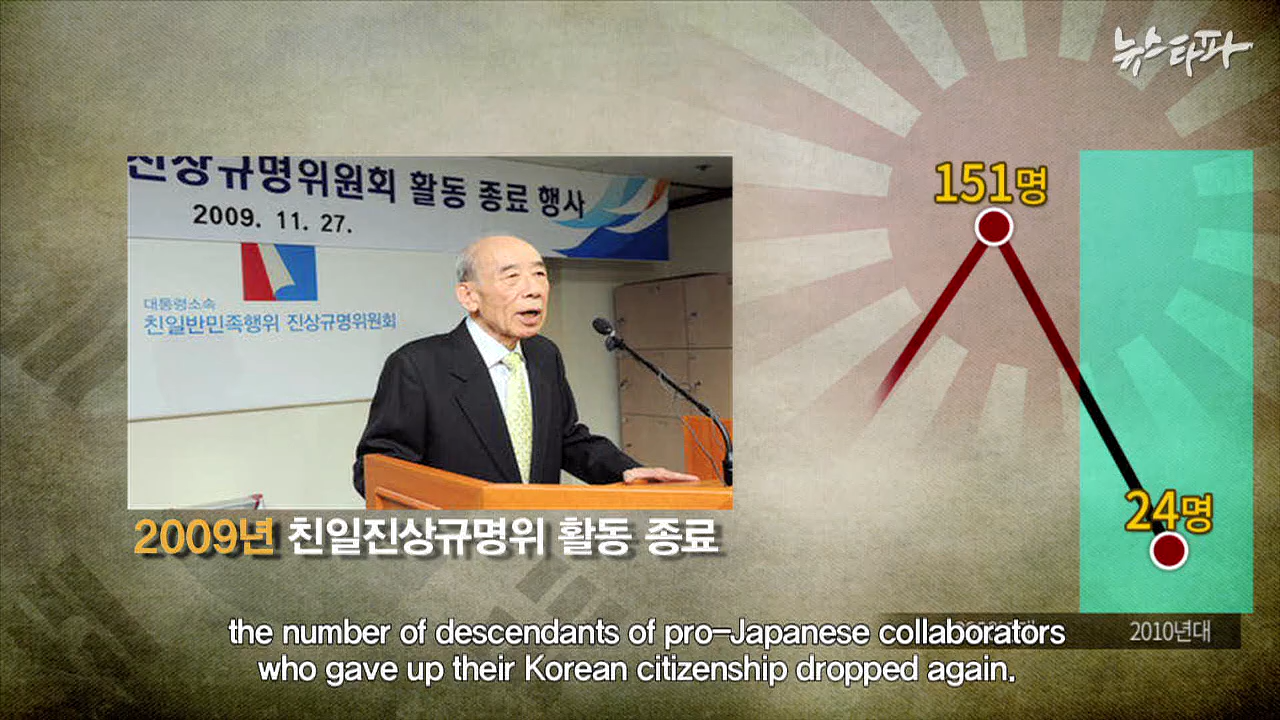 뉴스타파
진상규명위원회 활동 종료 행사
2009. 11. 27.
대통령소속
친일반민족행위 진상규명위원회
151명
24명
2009년 친일진상규명위 활동 종료
2010년대
the number of descendants of pro-Japanese collaborators
who gave up their Korean citizenship dropped again.